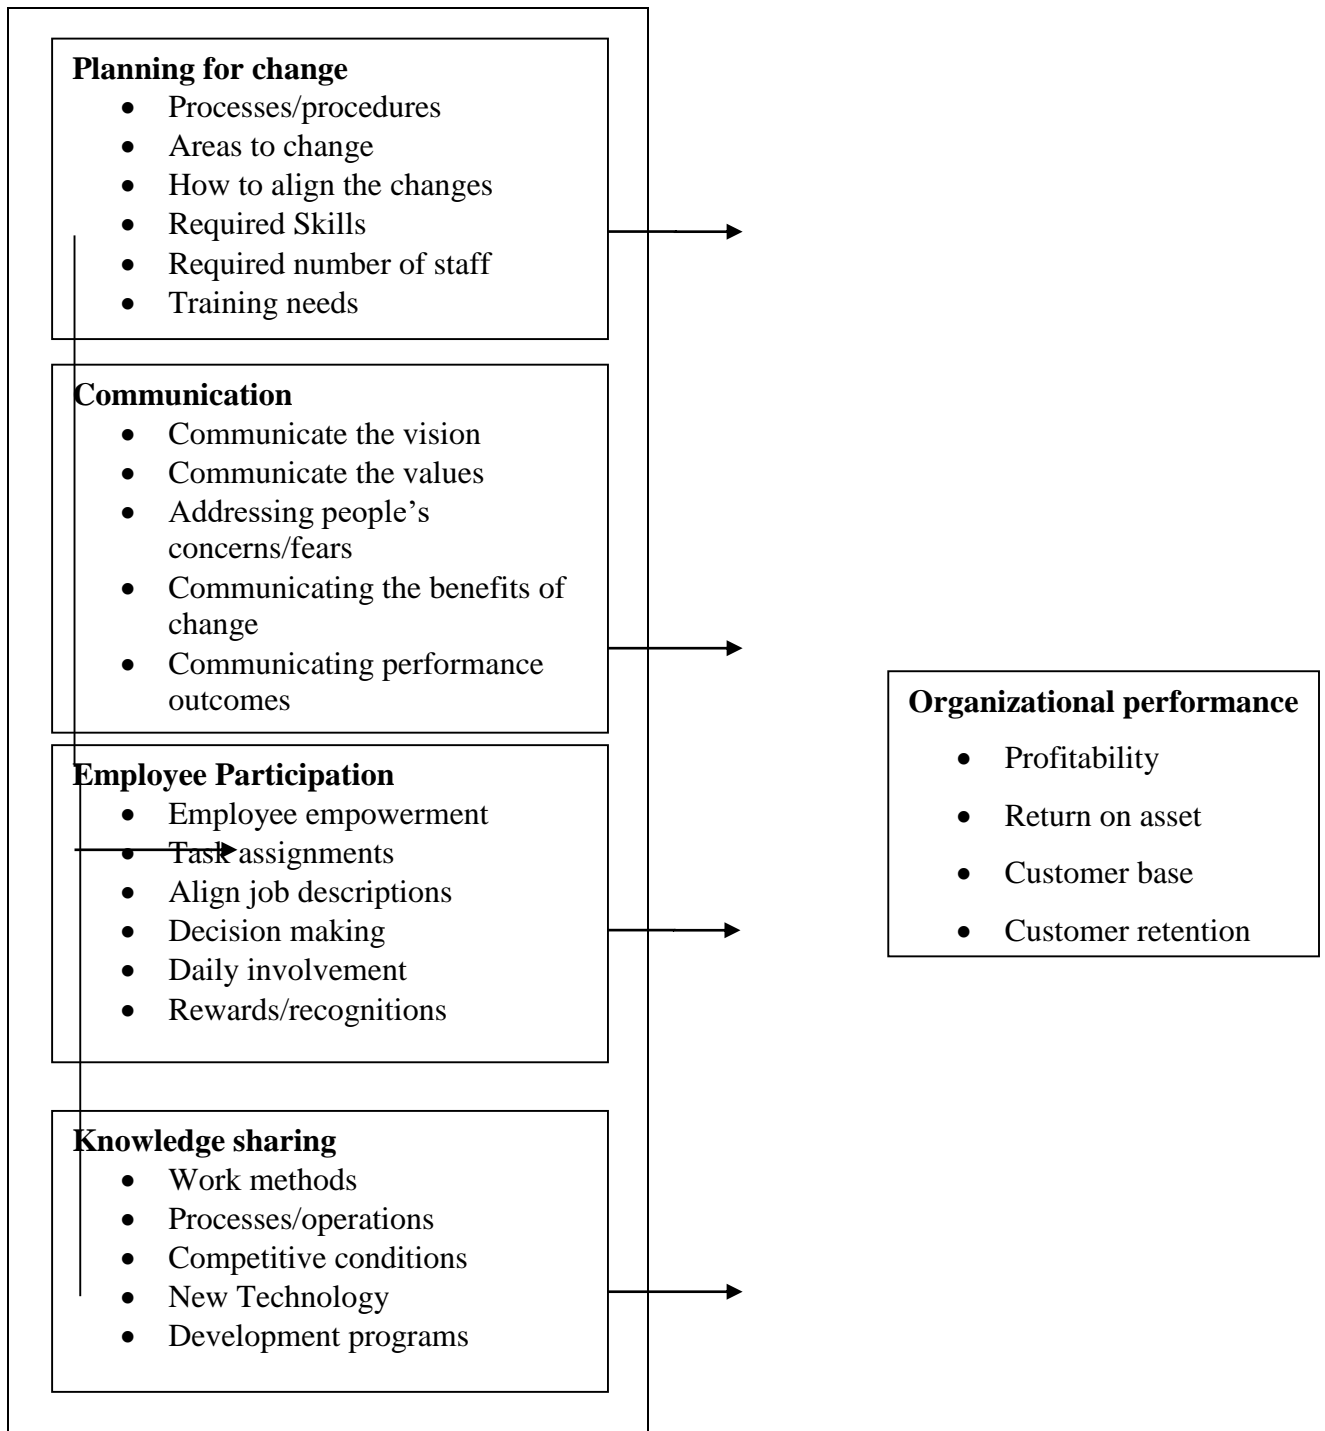 Planning for change
• Processes/procedures
• Areas to change
• How to align the changes
• Required Skills
• Required number of staff
• Training needs
Communication
• Communicate the vision
• Communicate the values
• Addressing people’s
concerns/fears
• Communicating the benefits of
change
• Communicating performance
outcomes
Employee Participation
• Employee empowerment
• Task assignments
• Align job descriptions
• Decision making
• Daily involvement
• Rewards/recognitions
Knowledge sharing
• Work methods
• Processes/operations
• Competitive conditions
• New Technology
• Development programs
Organizational performance
• Profitability
• Return on asset
• Customer base
• Customer retention